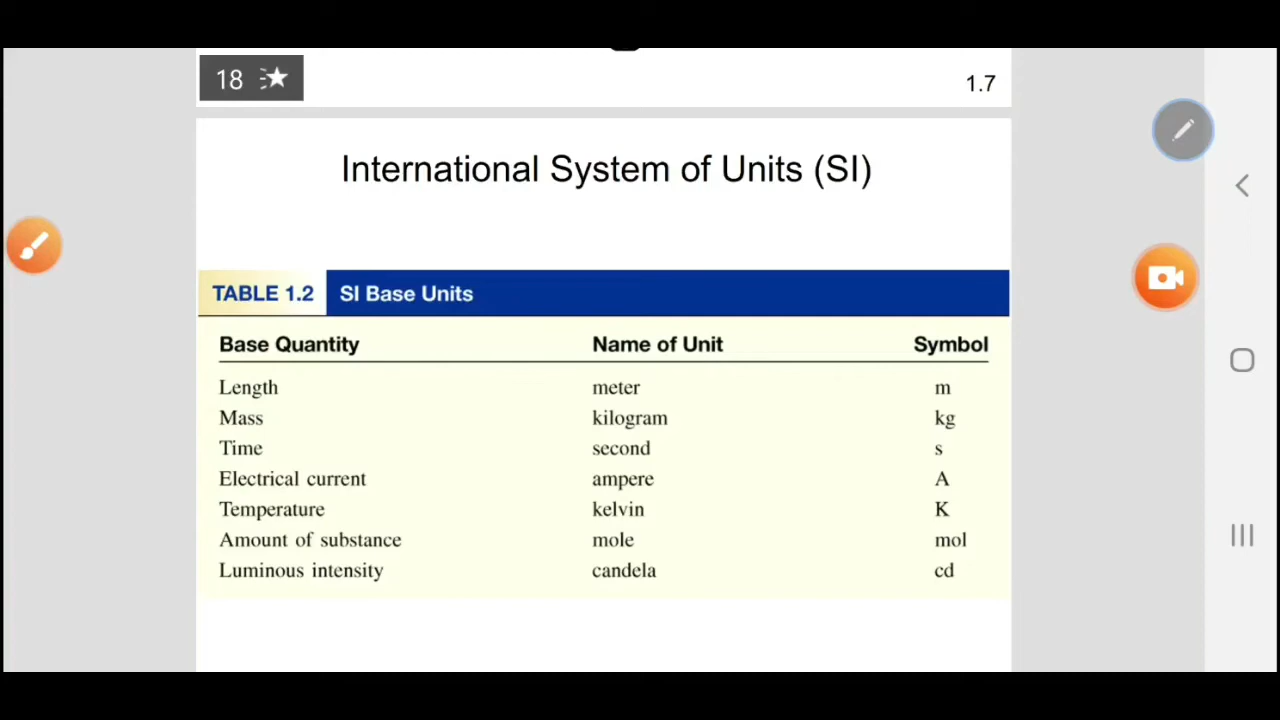 18
1.7
International System of Units (SI)
TABLE 1.2 SI Base Units
Base Quantity Name of Unit Symbol
Length meter m
Mass kilogram kg
Time second s
Electrical current ampere A
Temperature kelvin K
Amount of substance mole mol
Luminous intensity candela cd